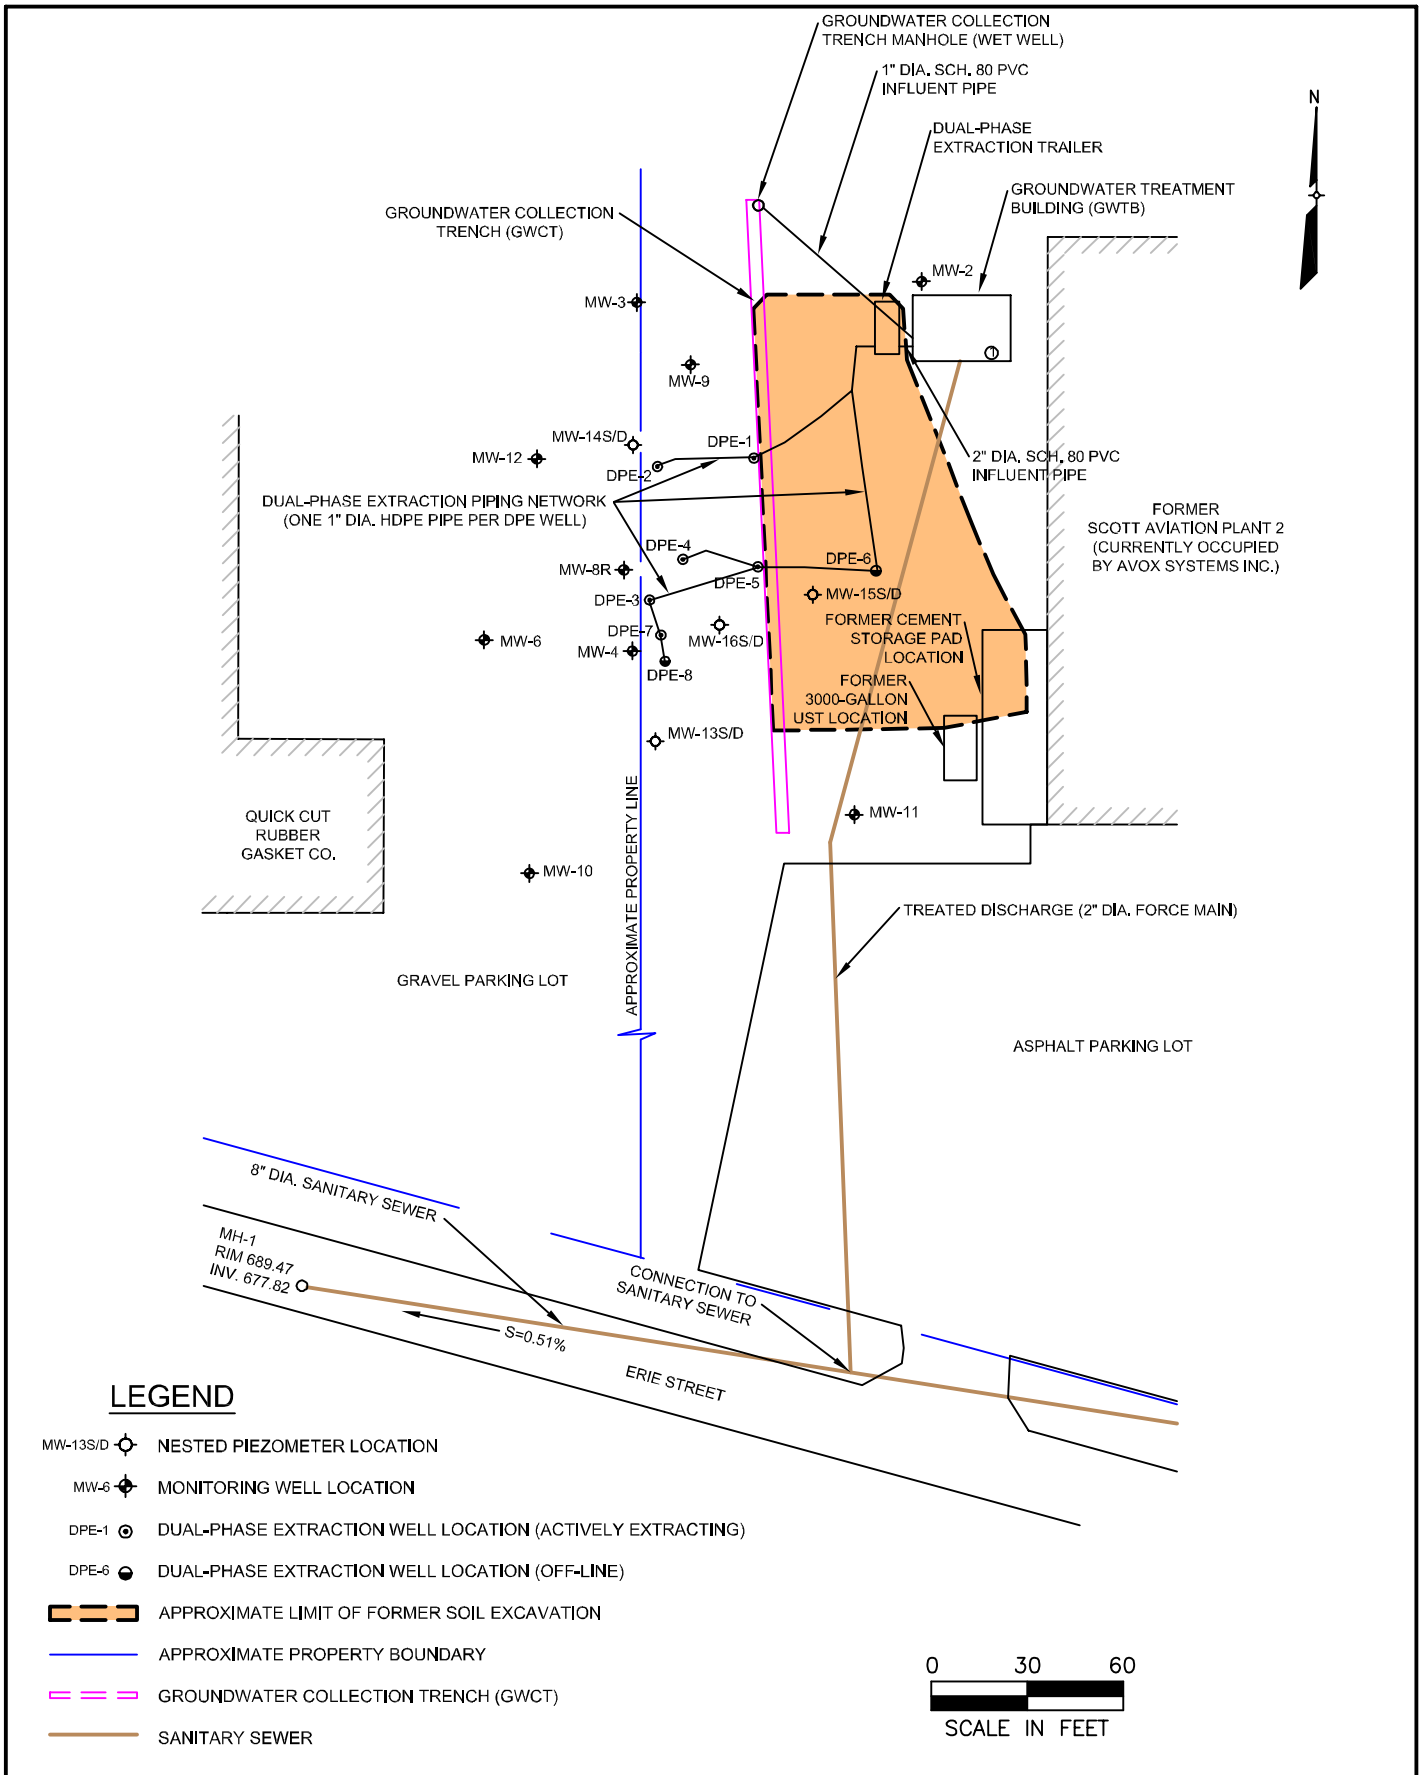 GROUNDWATER COLLECTION
TRENCH MANHOLE (WET WELL)
1" DIA. SCH. 80 PVC
INFLUENT PIPE
N
DUAL-PHASE
EXTRACTION TRAILER
GROUNDWATER TREATMENT
BUILDING (GWTB)
GROUNDWATER COLLECTION
TRENCH (GWCT)
MW-2
MW-3
1
MW-9
MW-14S/D
DPE-1
MW-12
DPE-2
2" DIA. SCH. 80 PVC
INFLUENT PIPE
DUAL-PHASE EXTRACTION PIPING NETWORK
(ONE 1" DIA. HDPE PIPE PER DPE WELL)
FORMER
SCOTT AVIATION PLANT 2
(CURRENTLY OCCUPIED
BY AVOX SYSTEMS INC.)
DPE-4
DPE-6
MW-8R
DPE-5
DPE-3
MW-15S/D
FORMER CEMENT
STORAGE PAD
LOCATION
DPE-7
MW-16S/D
MW-6
MW-4
DPE-8
FORMER
3000-GALLON
UST LOCATION
MW-13S/D
MW-11
QUICK CUT
RUBBER
GASKET CO.
APPROXIMATE PROPERTY LINE
MW-10
TREATED DISCHARGE (2" DIA. FORCE MAIN)
GRAVEL PARKING LOT
ASPHALT PARKING LOT
8" DIA. SANITARY SEWER
MH-1
RIM 689.47
INV. 677.82
CONNECTION TO
SANITARY SEWER
S=0.51%
ERIE STREET
LEGEND
MW-13S/D NESTED PIEZOMETER LOCATION
MW-6 MONITORING WELL LOCATION
DPE-1 DUAL-PHASE EXTRACTION WELL LOCATION (ACTIVELY EXTRACTING)
DPE-6 DUAL-PHASE EXTRACTION WELL LOCATION (OFF-LINE)
APPROXIMATE LIMIT OF FORMER SOIL EXCAVATION
APPROXIMATE PROPERTY BOUNDARY
GROUNDWATER COLLECTION TRENCH (GWCT)
SANITARY SEWER
0 30 60
SCALE IN FEET